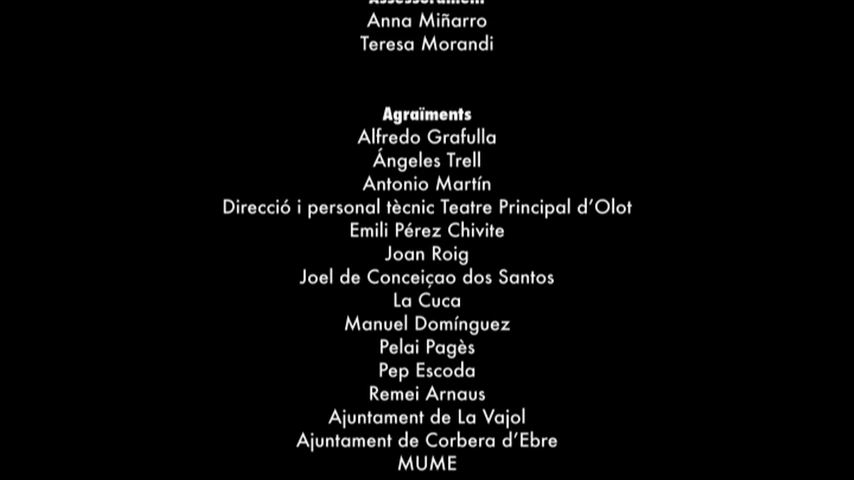 Assessorament
Anna Miñarro
Teresa Morandi
Agraïments
Alfredo Grafulla
Ángeles Trell
Antonio Martín
Direcció i personal tècnic Teatre Principal d’Olot
Emili Pérez Chivite
Joan Roig
Joel de Conceiçao dos Santos
La Cuca
Manuel Domínguez
Pelai Pagès
Pep Escoda
Remei Arnaus
Ajuntament de La Vajol
Ajuntament de Corbera d’Ebre
MUME